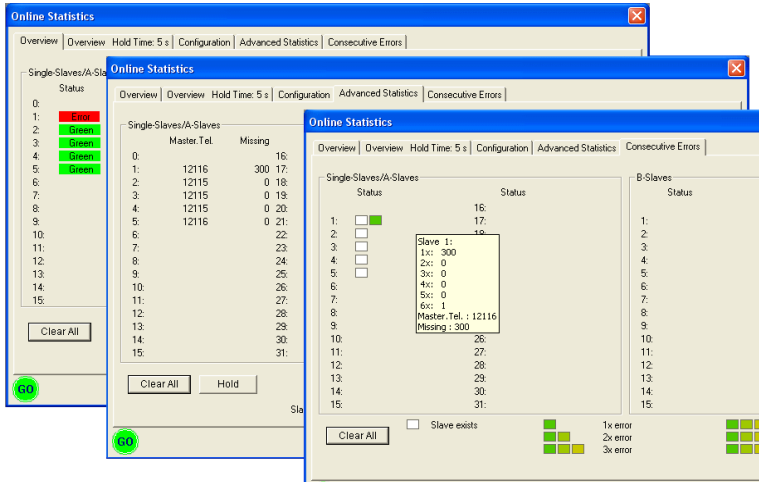 Online Statistics
Overview Overview Hold Time: 5 s Configuration Advanced Statistics Consecutive Errors
Single-Slaves/A-Sla
Status
0:
1: Error
2: Green
3: Green
4: Green
5: Green
6:
7:
8:
9:
10:
11:
12:
13:
14:
15:
Clear All
GO
Online Statistics
Overview Overview Hold Time: 5 s Configuration Advanced Statistics Consecutive Errors
Single-Slaves/A-Slaves
Master.Tel. Missing
0: 16:
1: 12116 300 17:
2: 12115 0 18:
3: 12115 0 19:
4: 12115 0 20:
5: 12116 0 21:
6: 22:
7: 23:
8: 24:
9: 25:
10: 26:
11: 27:
12: 28:
13: 29:
14: 30:
15: 31:
Clear All Hold
Sla
GO
Online Statistics
Overview Overview Hold Time: 5 s Configuration Advanced Statistics Consecutive Errors
Single-Slaves/A-Slaves B-Slaves
Status Status Status
16:
1: 17: 1:
2: 18: 2:
3: 3:
4: 4:
5: 5:
6: 6:
7: 7:
8: 8:
9: 9:
10: 26: 10:
11: 27: 11:
12: 28: 12:
13: 29: 13:
14: 30: 14:
15: 31: 15:
Slave 1:
1x: 300
2x: 0
3x: 0
4x: 0
5x: 0
6x: 1
Master.Tel. : 12116
Missing : 300
Clear All
Slave exists 1x error
2x error
3x error